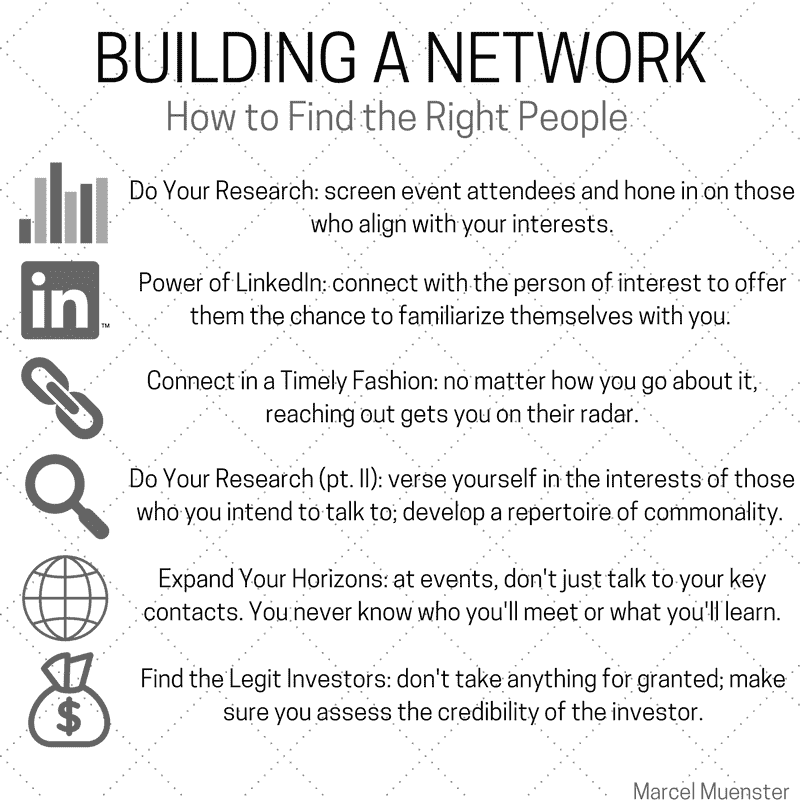 BUILDING A NETWORK
How to Find the Right People
Do Your Research: screen event attendees and hone in on those
who align with your interests.
in™
Power of LinkedIn: connect with the person of interest to offer
them the chance to familiarize themselves with you.
Connect in a Timely Fashion: no matter how you go about it,
reaching out gets you on their radar.
Do Your Research (pt. II): verse yourself in the interests of those
who you intend to talk to; develop a repertoire of commonality.
Expand Your Horizons: at events, don't just talk to your key
contacts. You never know who you'll meet or what you'll learn.
$
Find the Legit Investors: don't take anything for granted; make
sure you assess the credibility of the investor.
Marcel Muenster